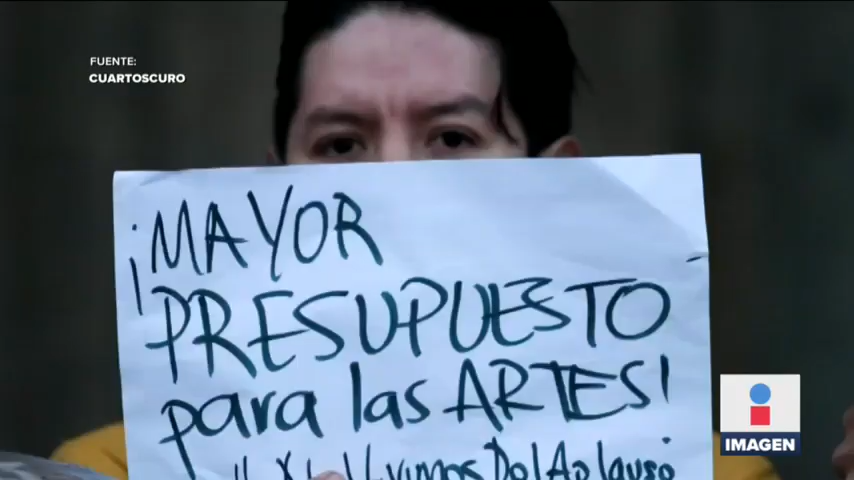 FUENTE:
CUARTOSCURO
¡MAYOR
PRESUPUESTO
para las ARTES!
IMAGEN